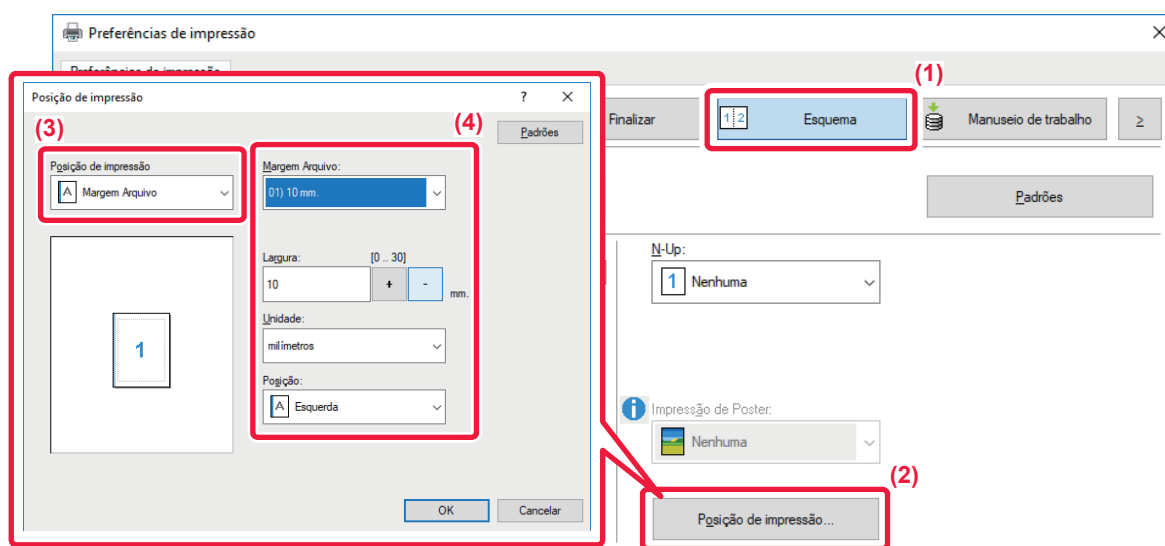 Preferências de impressão
Preferências de impressão
(1)
Finalizar
1 2 Esquema
Manuseio de trabalho
≥
Padrões
N-Up:
1 Nenhuma
Impressão de Poster:
Nenhuma
(2)
Posição de impressão...
Posição de impressão
? ×
(3)
(4)
Padrões
Posição de impressão
A Margem Arquivo
1
Margem Arquivo:
01) 10 mm.
Largura: [0 .. 30]
10 + - mm.
Unidade:
milímetros
Posição:
A Esquerda
OK Cancelar